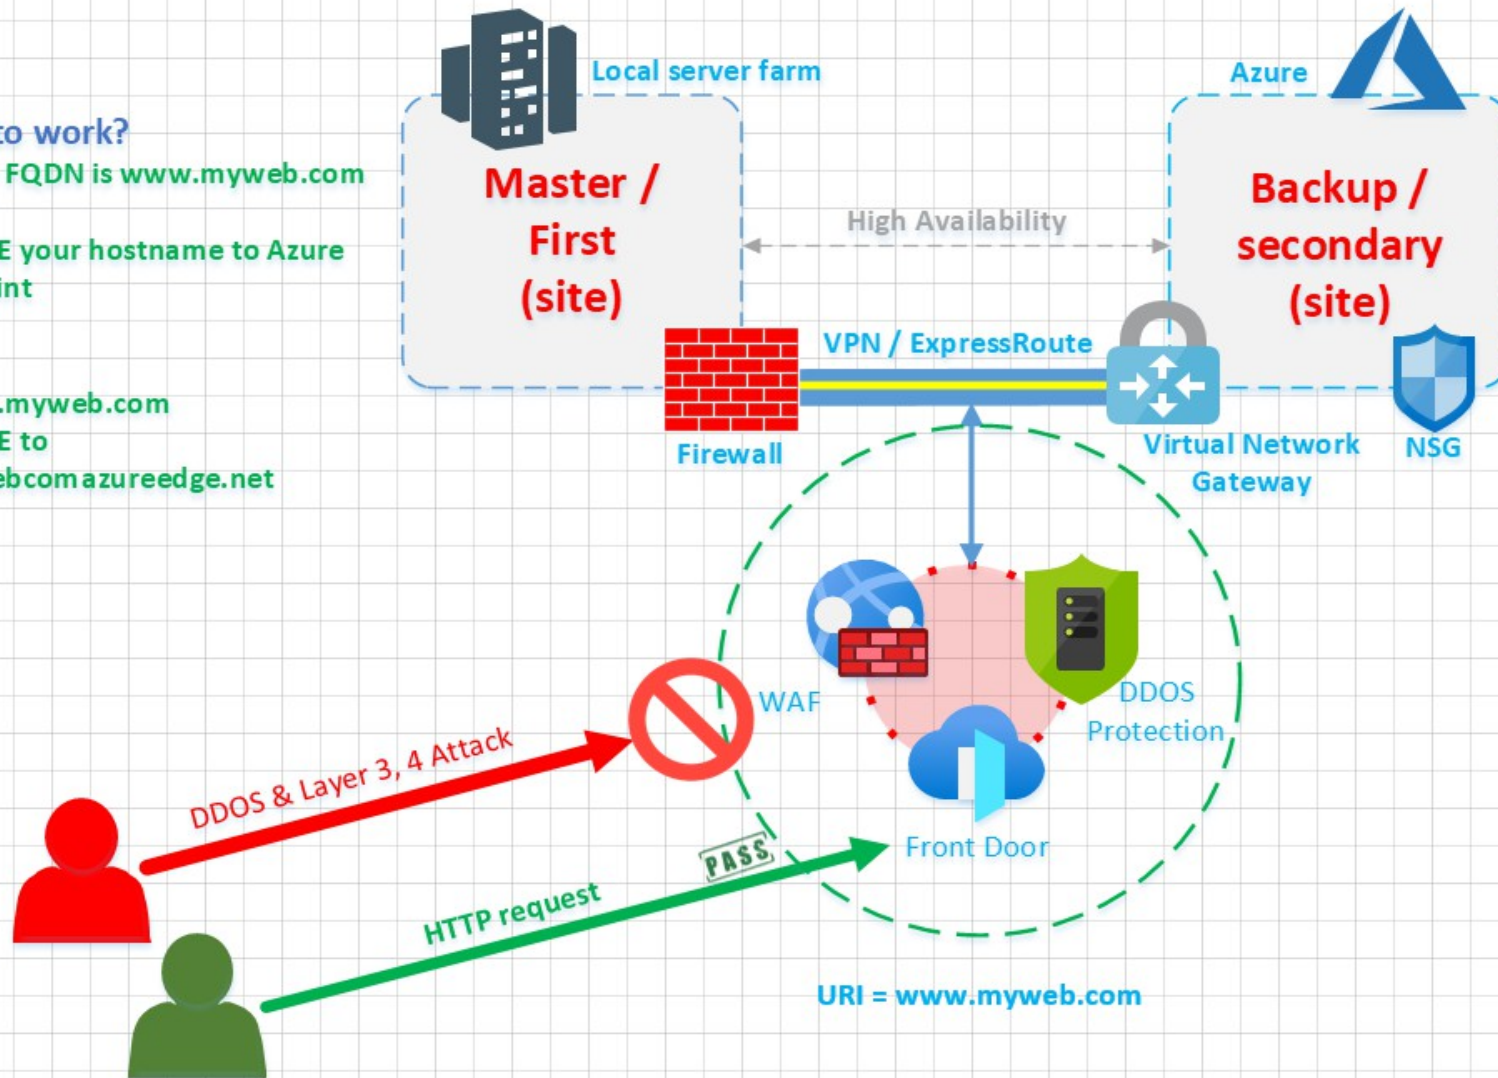 to work?
FQDN is www.myweb.com
E your hostname to Azure
int
.myweb.com
E to
ebcomazureedge.net
Local server farm
Master /
First
(site)
High Availability
Azure
Backup /
secondary
(site)
VPN / ExpressRoute
Firewall
Virtual Network
Gateway
NSG
WAF
DDOS
Protection
Front Door
DDOS & Layer 3, 4 Attack
PASS
HTTP request
URI = www.myweb.com